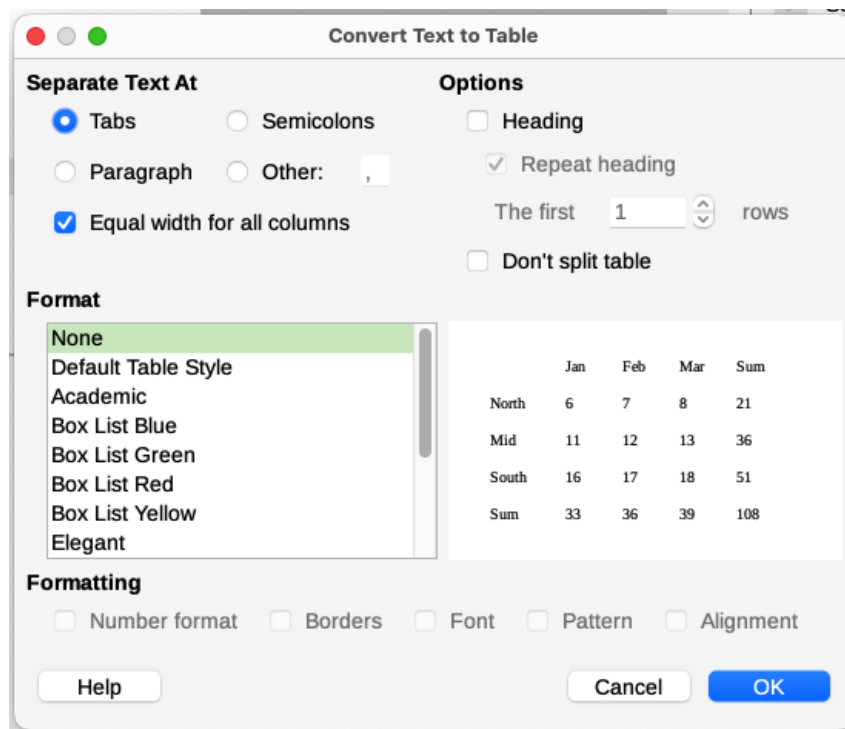 Convert Text to Table
Separate Text At
Tabs
Semicolons
Paragraph
Other:
,
Equal width for all columns
Options
Heading
Repeat heading
The first 1 rows
Don't split table
Format
None
Default Table Style
Academic
Box List Blue
Box List Green
Box List Red
Box List Yellow
Elegant
Jan Feb Mar Sum
North 6 7 8 21
Mid 11 12 13 36
South 16 17 18 51
Sum 33 36 39 108
Formatting
Number format Borders Font Pattern Alignment
Help Cancel OK